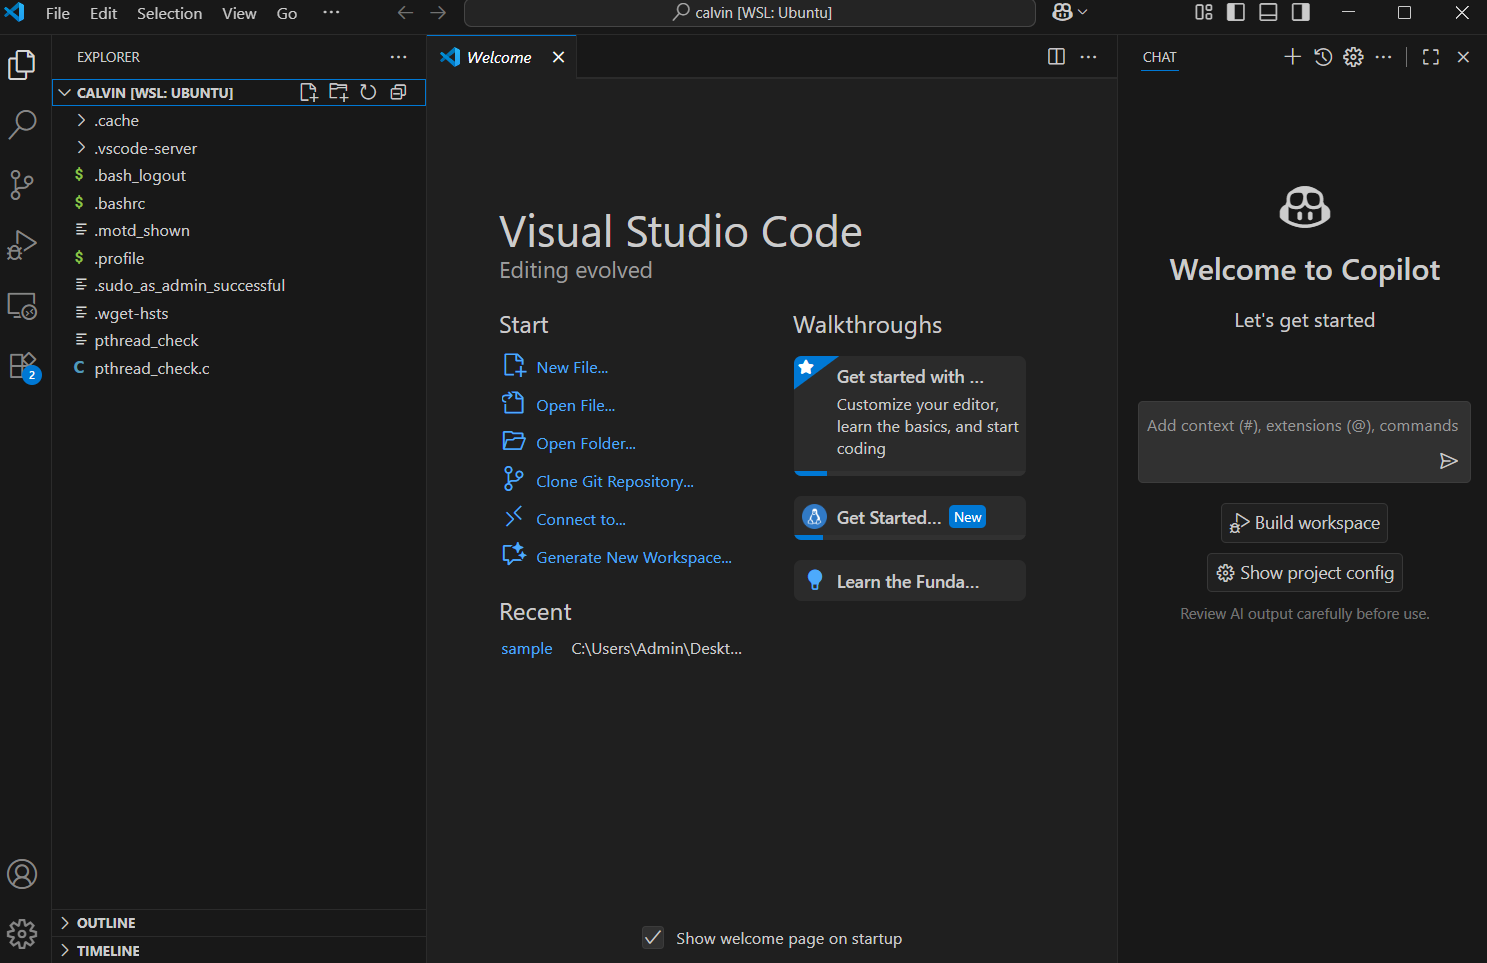 File Edit Selection View Go ···
calvin [WSL: Ubuntu]
EXPLORER
CALVIN [WSL: UBUNTU]
.cache
.vscode-server
$ .bash_logout
$ .bashrc
.motd_shown
$ .profile
.sudo_as_admin_successful
.wget-hsts
pthread_check
C pthread_check.c
2
OUTLINE
TIMELINE
Welcome
Visual Studio Code
Editing evolved
Start
New File...
Open File...
Open Folder...
Clone Git Repository...
Connect to...
Generate New Workspace...
Recent
sample C:\Users\Admin\Deskt...
Walkthroughs
Get started with ...
Customize your editor,
learn the basics, and start
coding
Get Started... New
Learn the Funda...
Show welcome page on startup
CHAT
Welcome to Copilot
Let's get started
Add context (#), extensions (@), commands
Build workspace
Show project config
Review AI output carefully before use.